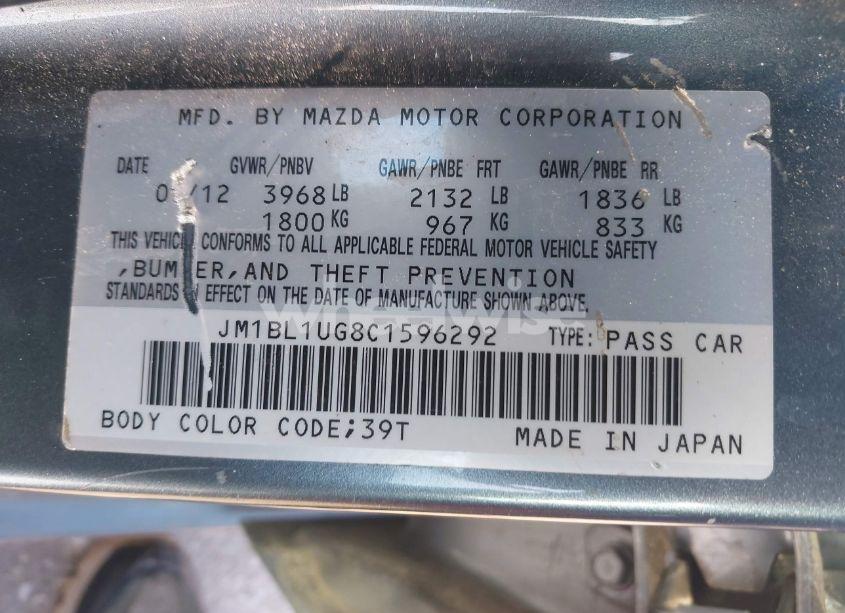 MFD. BY MAZDA MOTOR CORPORATION
DATE GVWR/PNBV GAWR/PNBE FRT GAWR/PNBE RR
/12 3968 LB 2132 LB 1836 LB
1800 KG 967 KG 833 KG
THIS VEHICLE CONFORMS TO ALL APPLICABLE FEDERAL MOTOR VEHICLE SAFETY
,BUMPER,AND THEFT PREVENTION
STANDARDS IN EFFECT ON THE DATE OF MANUFACTURE SHOWN ABOVE.
wheelwise
JM1BL1UG8C1596292 TYPE: PASS CAR
BODY COLOR CODE;39T MADE IN JAPAN